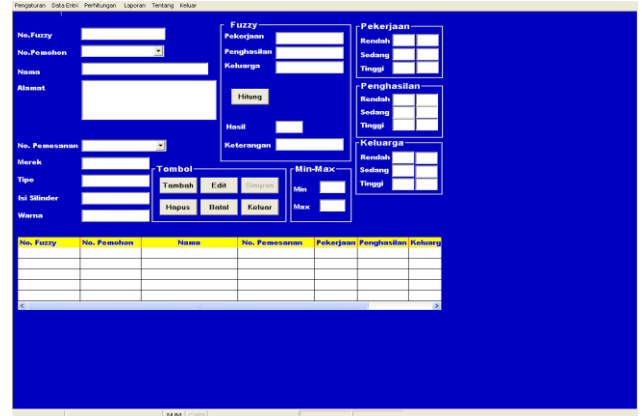 Pengaturan Data Entri Perhitungan Laporan Tentang Keluar
No.Fuzzy
No.Pemohon
Nama
Alamat
No. Pemesanan
Merek
Tipe
Isi Silinder
Warna
Fuzzy
Pekerjaan
Penghasilan
Keluarga
Hitung
Hasil
Keterangan
Pekerjaan
Rendah
Sedang
Tinggi
Penghasilan
Rendah
Sedang
Tinggi
Keluarga
Rendah
Sedang
Tinggi
Tombol
Tambah Edit Simpan
Hapus Batal Keluar
Min-Max
Min
Max
No. Fuzzy No. Pemohon Nama No. Pemesanan Pekerjaan Penghasilan Keluarg
NUM CAPS